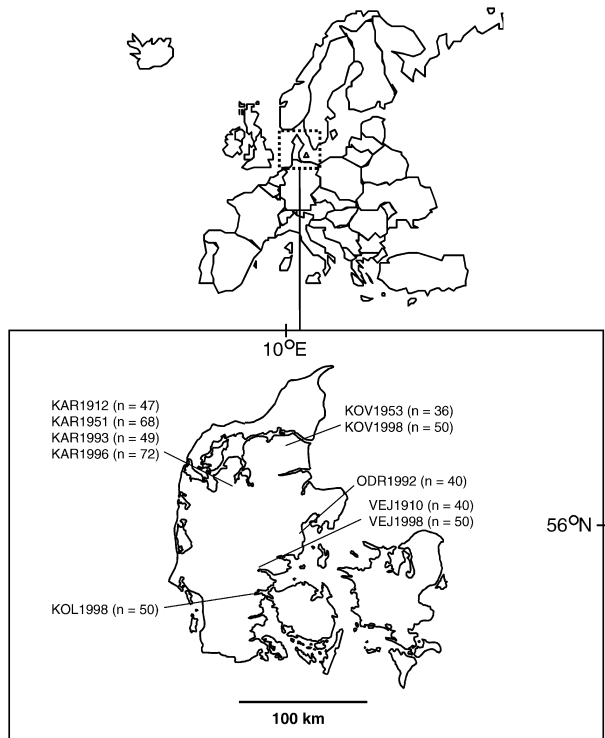 10°E
KAR1912 (n = 47)
KAR1951 (n = 68)
KAR1993 (n = 49)
KAR1996 (n = 72)
KOV1953 (n = 36)
KOV1998 (n = 50)
ODR1992 (n = 40)
VEJ1910 (n = 40)
VEJ1998 (n = 50)
56°N
KOL1998 (n = 50)
100 km